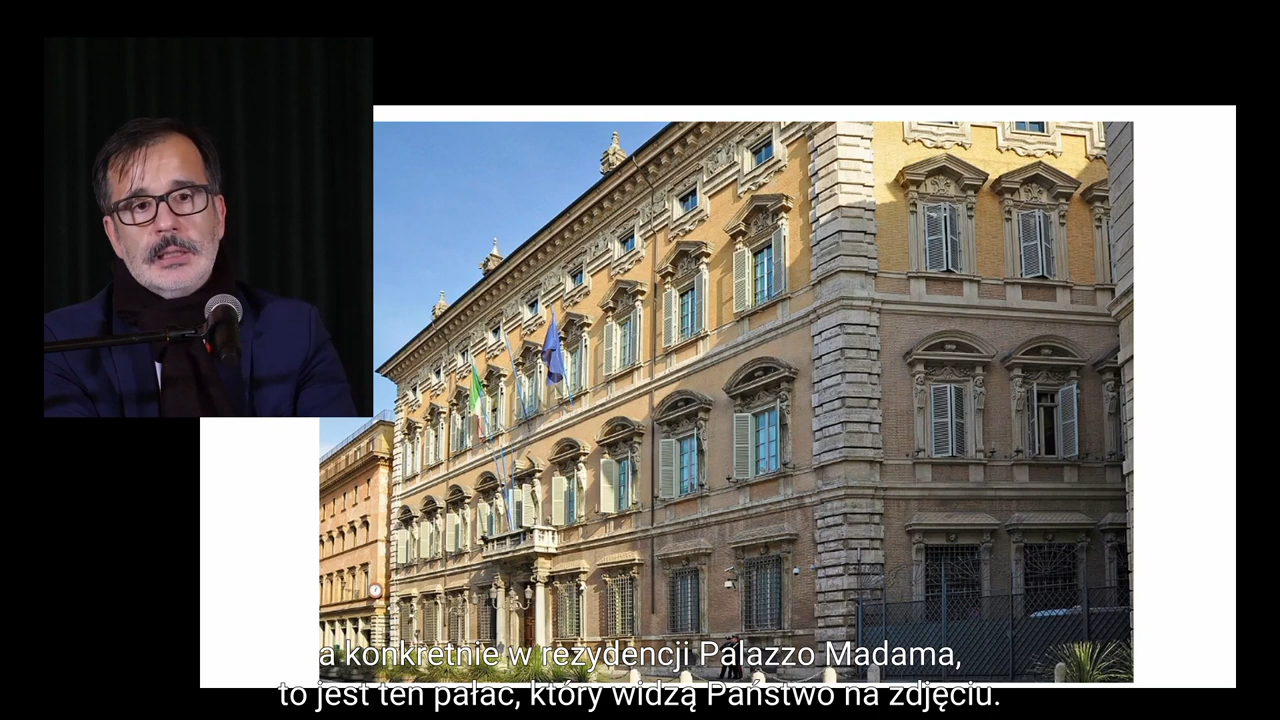 a konkretnie w rezydencji Palazzo Madama,
to jest ten pałac, który widzą Państwo na zdjęciu.